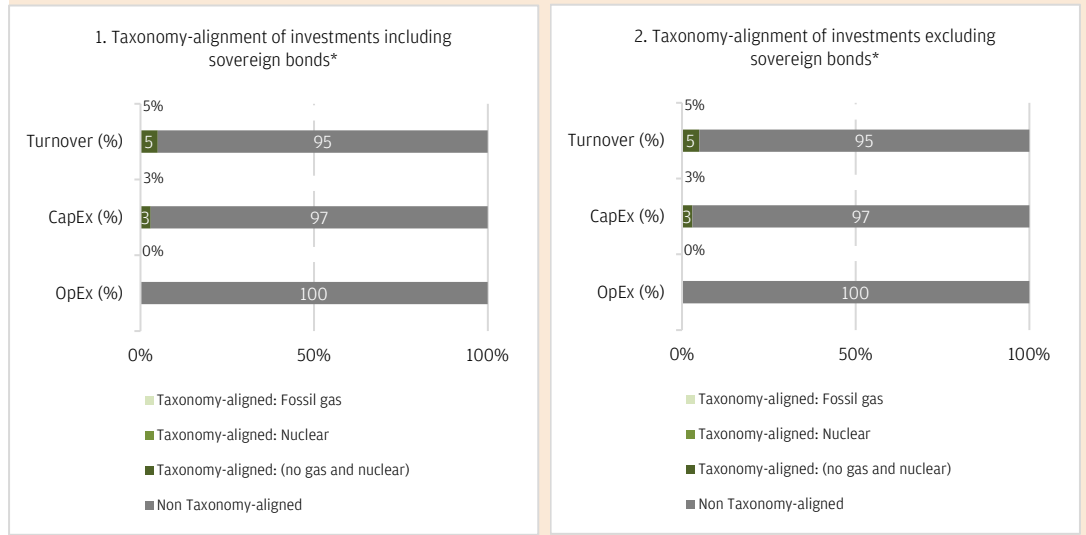 1. Taxonomy-alignment of investments including
sovereign bonds*
5%
Turnover (%)
5
95
3%
CapEx (%)
3
97
0%
OpEx (%)
100
0%
50%
100%
Taxonomy-aligned: Fossil gas
Taxonomy-aligned: Nuclear
Taxonomy-aligned: (no gas and nuclear)
Non Taxonomy-aligned
2. Taxonomy-alignment of investments excluding
sovereign bonds*
5%
Turnover (%)
5
95
3%
CapEx (%)
3
97
0%
OpEx (%)
100
0%
50%
100%
Taxonomy-aligned: Fossil gas
Taxonomy-aligned: Nuclear
Taxonomy-aligned: (no gas and nuclear)
Non Taxonomy-aligned